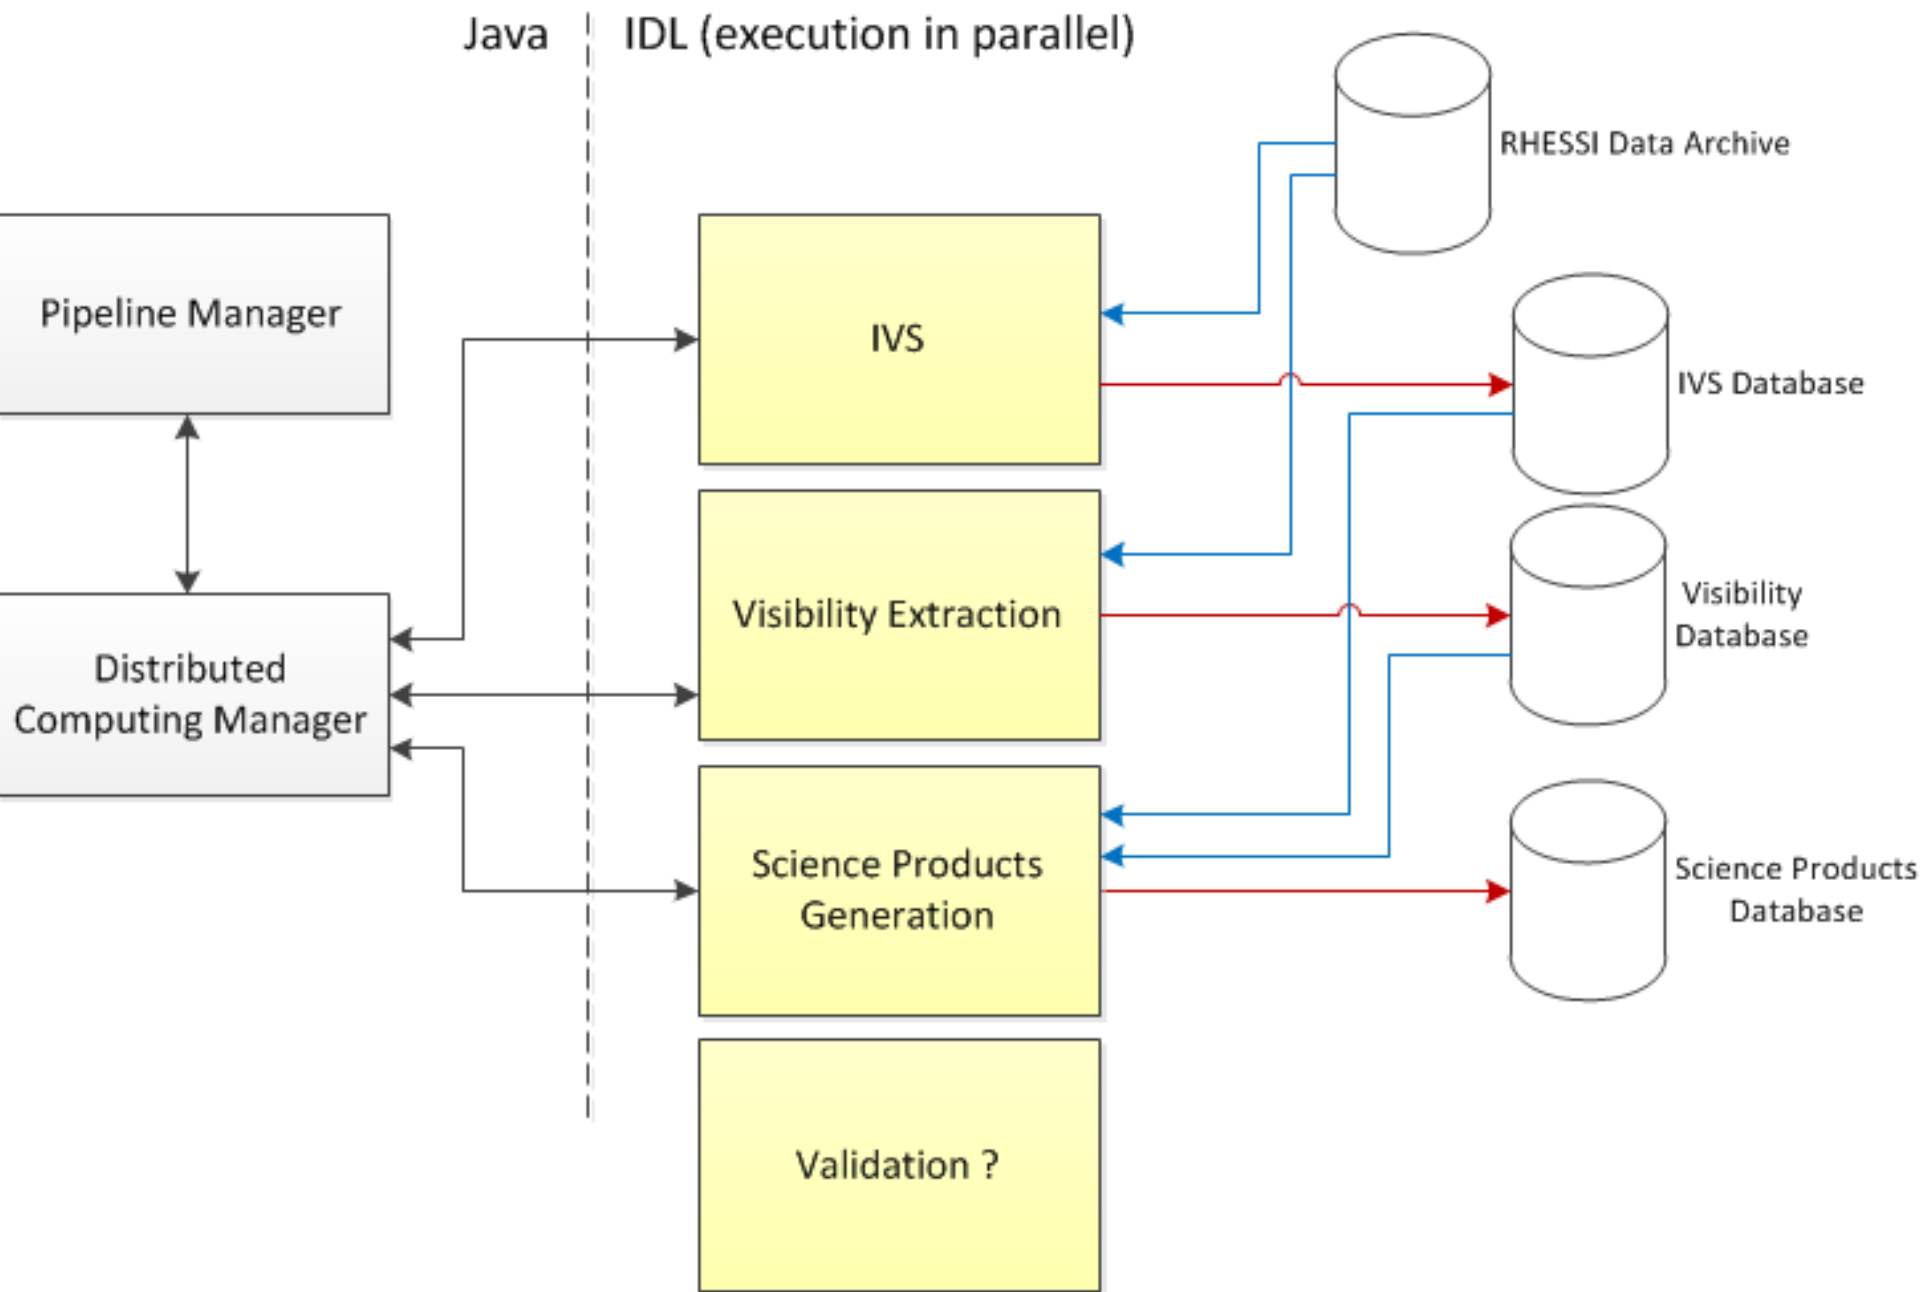 Java
IDL (execution in parallel)
RHESSI Data Archive
Pipeline Manager
IVS
IVS Database
Visibility Extraction
Visibility
Database
Distributed
Computing Manager
Science Products
Generation
Science Products
Database
Validation ?